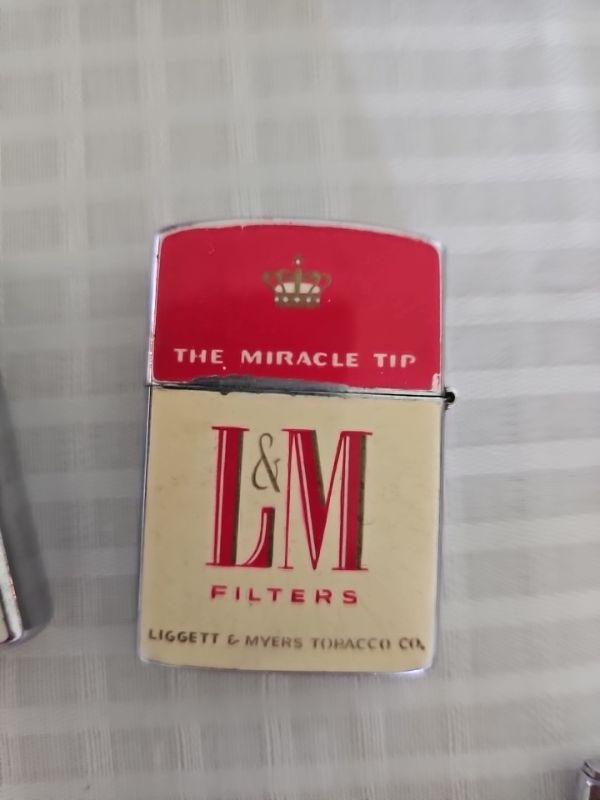 THE MIRACLE TIP
L&M
FILTERS
LIGGETT & MYERS TOBACCO CO.